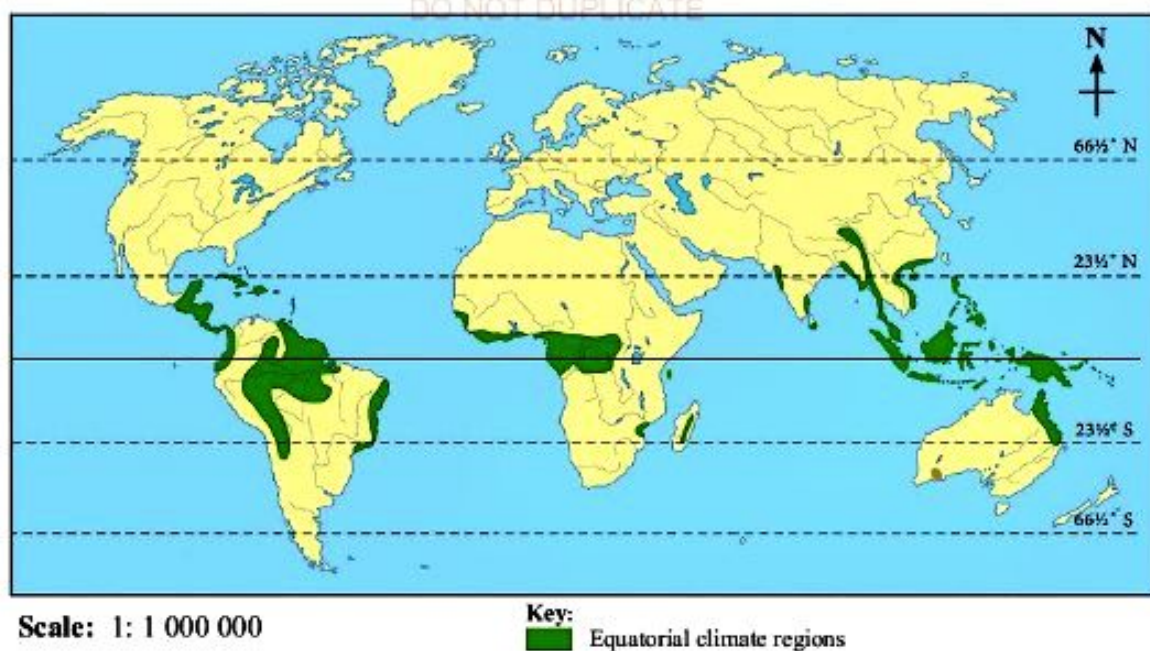 DO NOT DUPLICATE
N
66½° N
23½° N
23½° S
66½° S
Scale: 1: 1 000 000
Key:
Equatorial climate regions